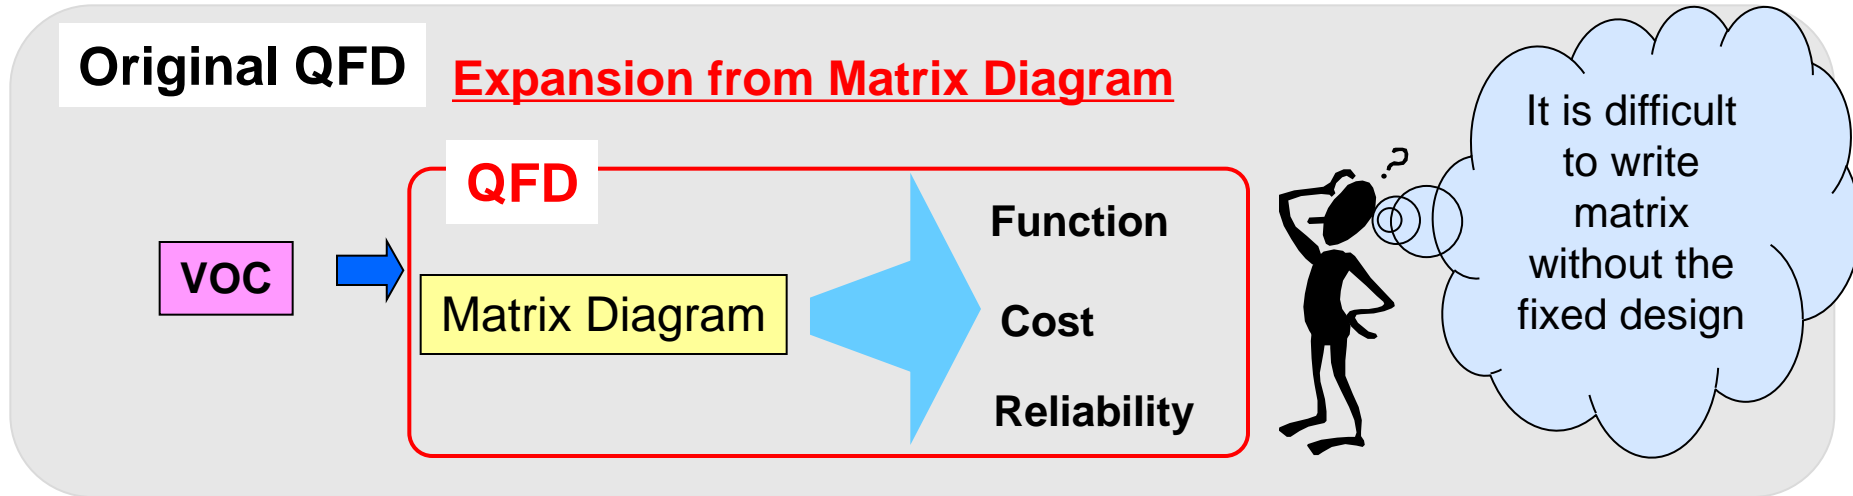 Original QFD
Expansion from Matrix Diagram
QFD
VOC
Matrix Diagram
Function
Cost
Reliability
?
It is difficult
to write
matrix
without the
fixed design